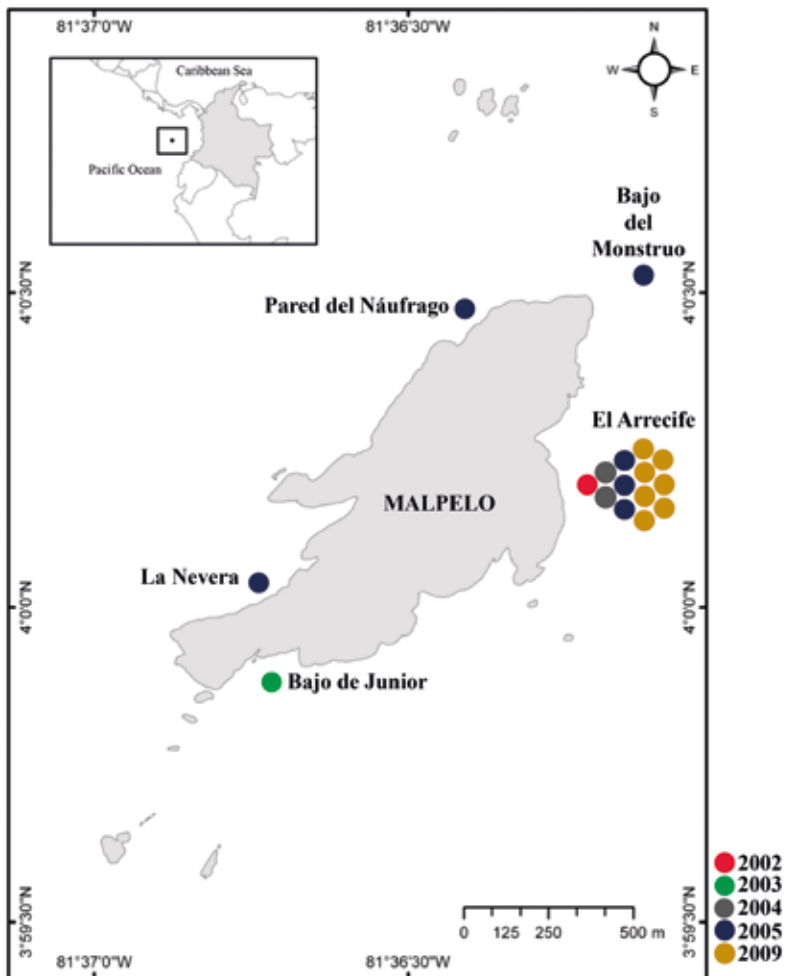 81°37'0"W
81°36'30"W
Caribbean Sea
Pacific Ocean
N
W
E
S
Bajo
del
Monstruo
4°0'30"N
4°0'30"N
Pared del Náufrago
El Arrecife
MALPELO
La Nevera
4°0'0"N
4°0'0"N
Bajo de Junior
2002
2003
2004
2005
2009
0 125 250 500 m
3°59'30"N
3°59'30"N
81°37'0"W
81°36'30"W